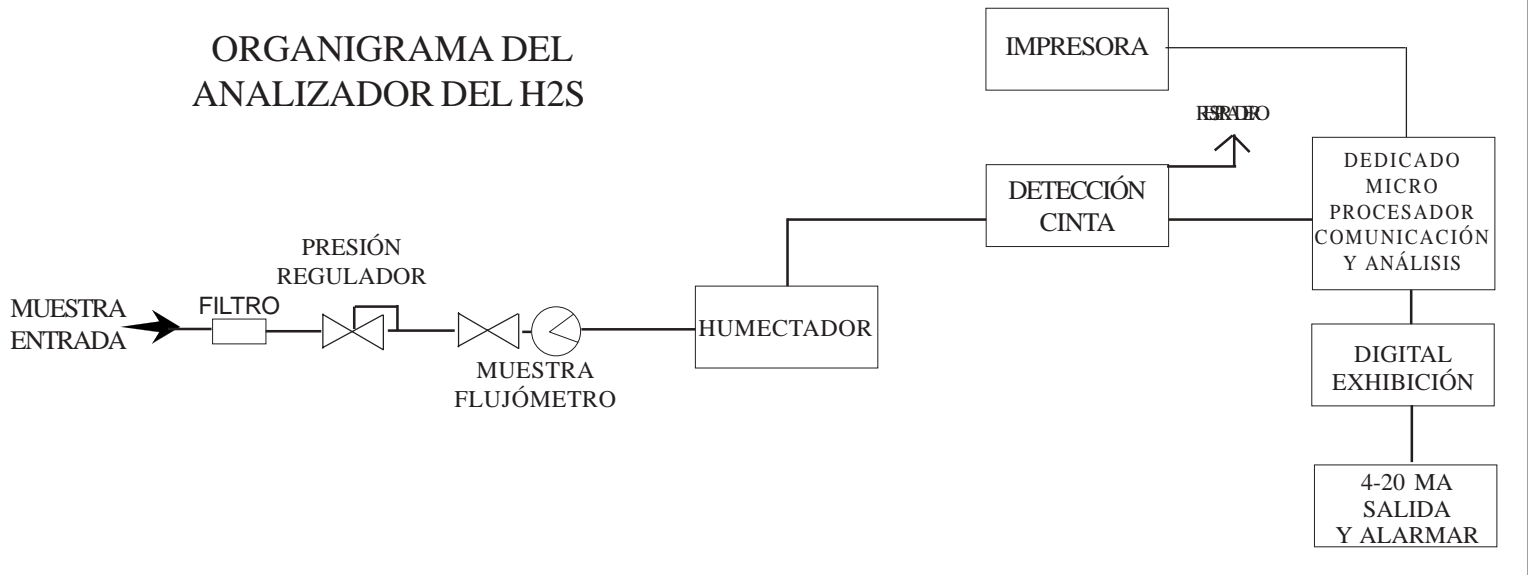 ORGANIGRAMA DEL
ANALIZADOR DEL H2S
IMPRESORA
DETECCIÓN
CINTA
DEDICADO
MICRO
PROCESADOR
COMUNICACIÓN
Y ANÁLISIS
PRESIÓN
REGULADOR
MUESTRA
ENTRADA
FILTRO
MUESTRA
FLUJÓMETRO
HUMECTADOR
DIGITAL
EXHIBICIÓN
4-20 MA
SALIDA
Y ALARMAR